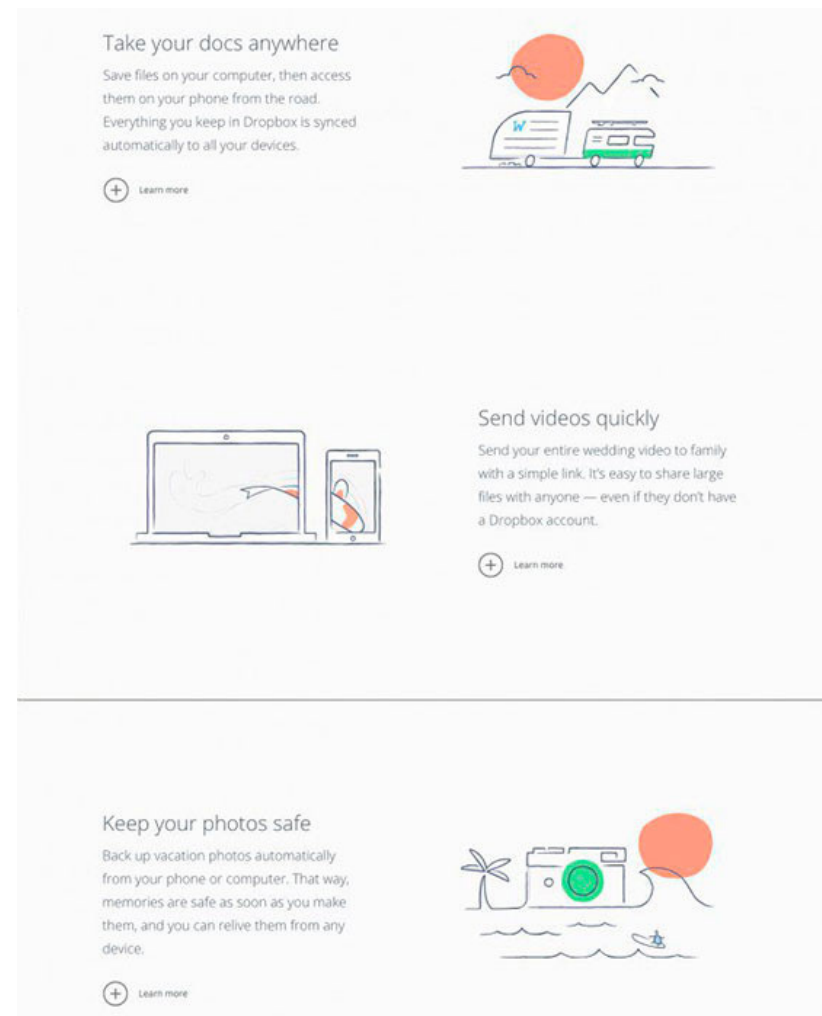 Take your docs anywhere
Save files on your computer, then access
them on your phone from the road.
Everything you keep in Dropbox is synced
automatically to all your devices.
Learn more
W
Send videos quickly
Send your entire wedding video to family
with a simple link. It's easy to share large
files with anyone — even if they don't have
a Dropbox account.
Learn more
Keep your photos safe
Back up vacation photos automatically
from your phone or computer. That way,
memories are safe as soon as you make
them, and you can relive them from any
device.
Learn more